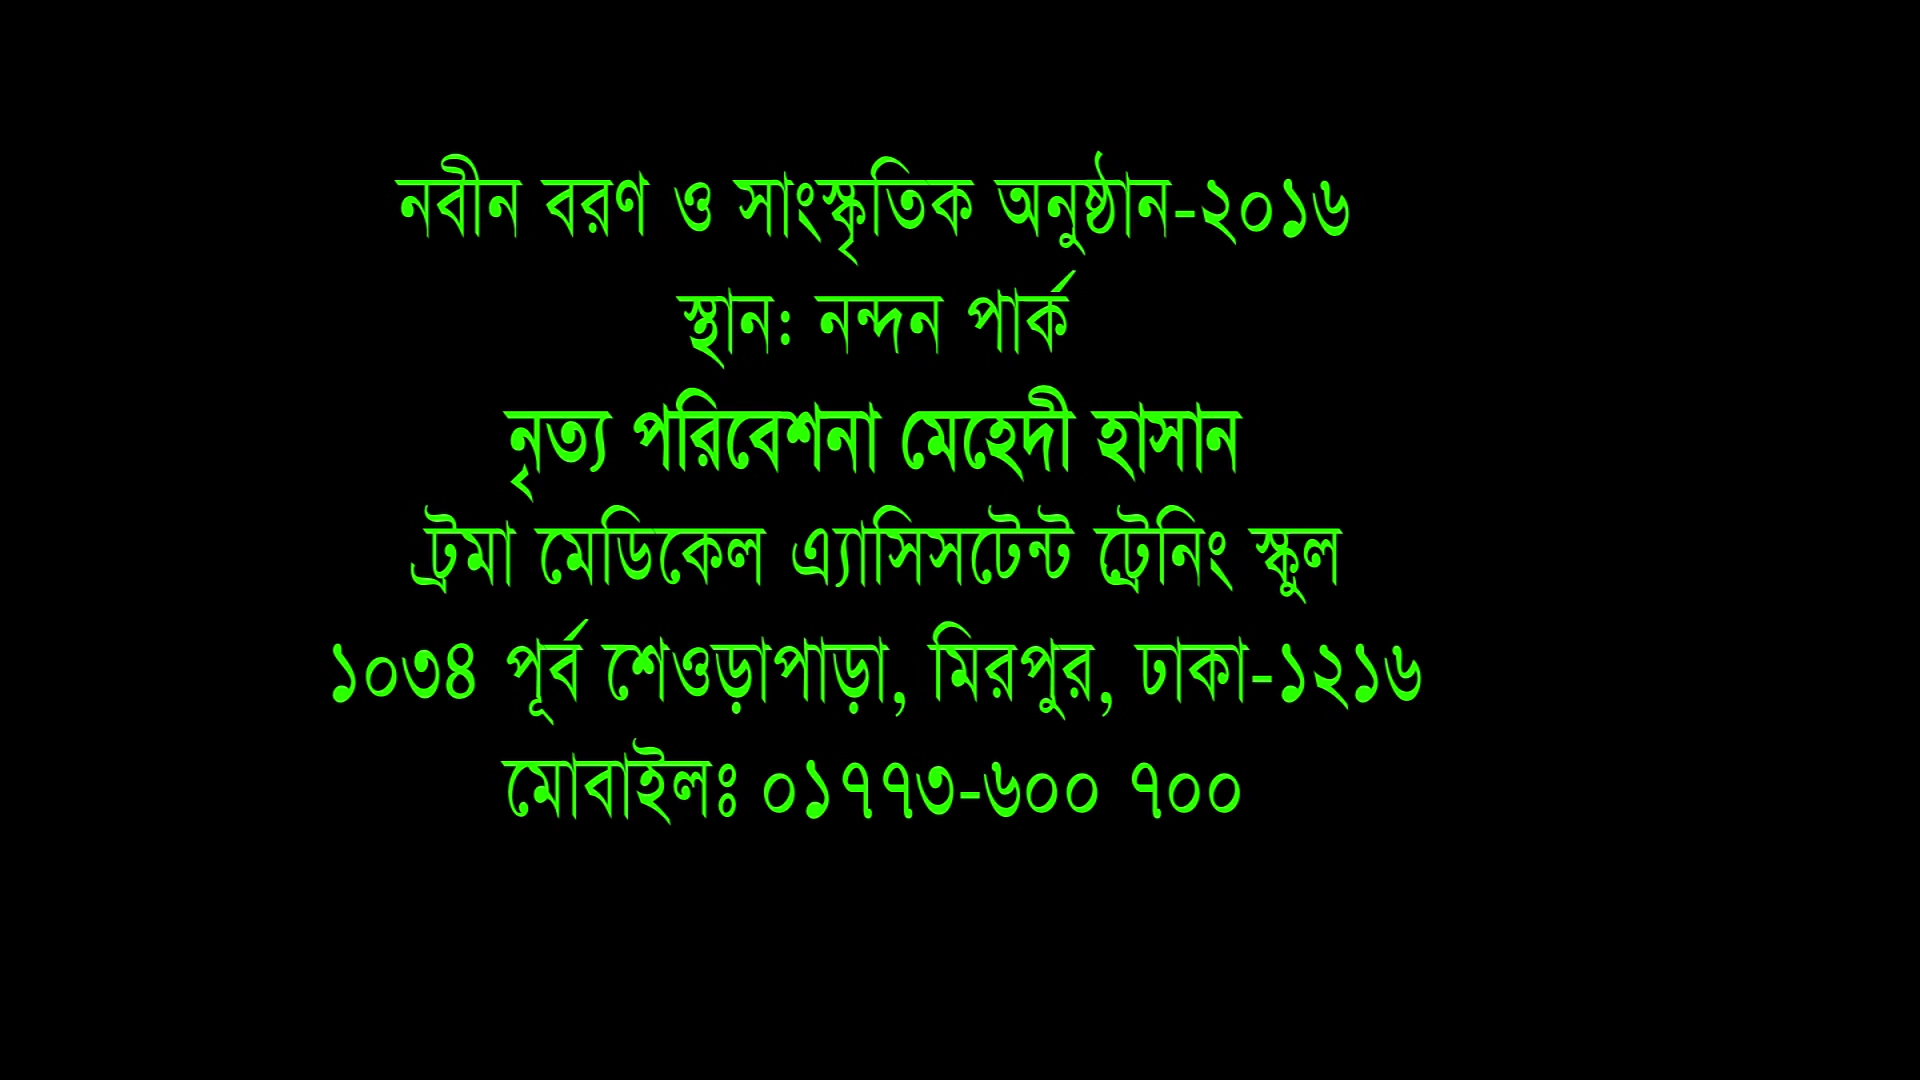 নবীন বরণ ও সাংস্কৃতিক অনুষ্ঠান-২০১৬
স্থান: নন্দন পার্ক
নৃত্য পরিবেশনা মেহেদী হাসান
ট্রমা মেডিকেল এ্যাসিসটেন্ট ট্রেনিং স্কুল
১০৩৪ পূর্ব শেওড়াপাড়া, মিরপুর, ঢাকা-১২১৬
মোবাইলঃ ০১৭৭৩-৬০০ ৭০০